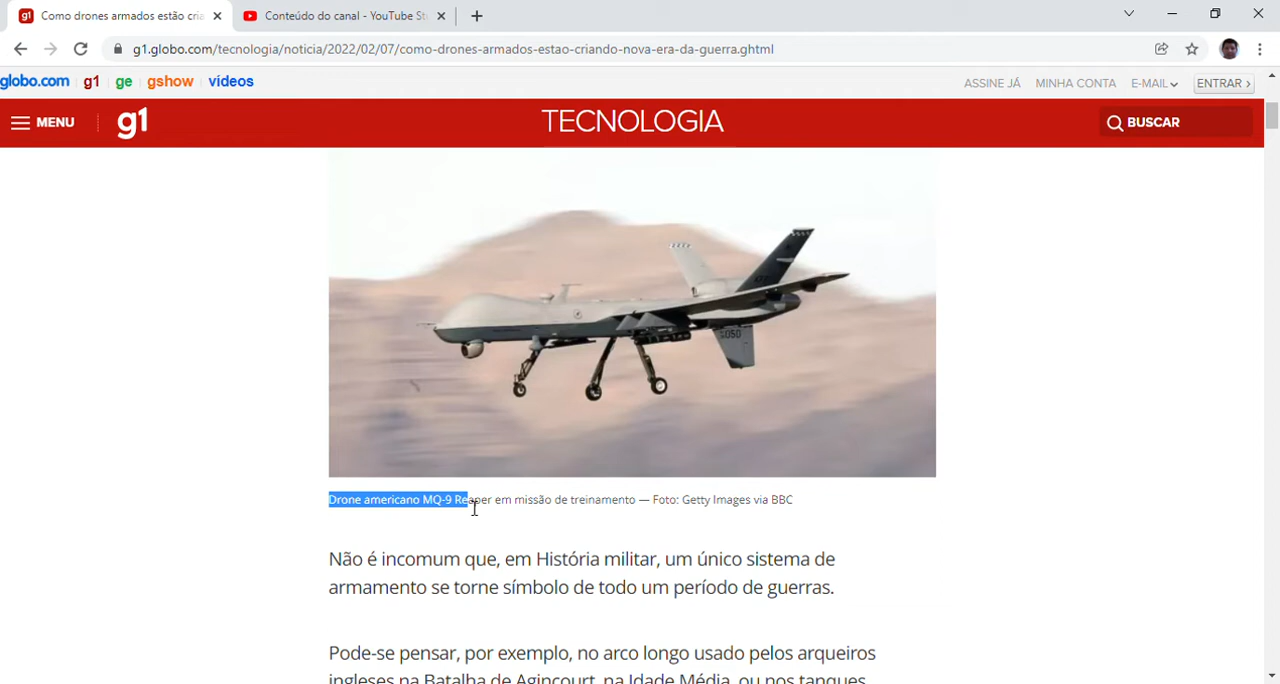 Como drones armados estão cria
Conteúdo do canal - YouTube St
g1.globo.com/tecnologia/noticia/2022/02/07/como-drones-armados-estao-criando-nova-era-da-guerra.ghtml
globo.com g1 ge gshow vídeos ASSINE JÁ MINHA CONTA E-MAIL ENTRAR ›
MENU g1 TECNOLOGIA BUSCAR
050
Drone americano MQ-9 Reaper em missão de treinamento — Foto: Getty Images via BBC
Não é incomum que, em História militar, um único sistema de
armamento se torne símbolo de todo um período de guerras.
Pode-se pensar, por exemplo, no arco longo usado pelos arqueiros
ingleses na Batalha de Agincourt, na Idade Média, ou nos tanques